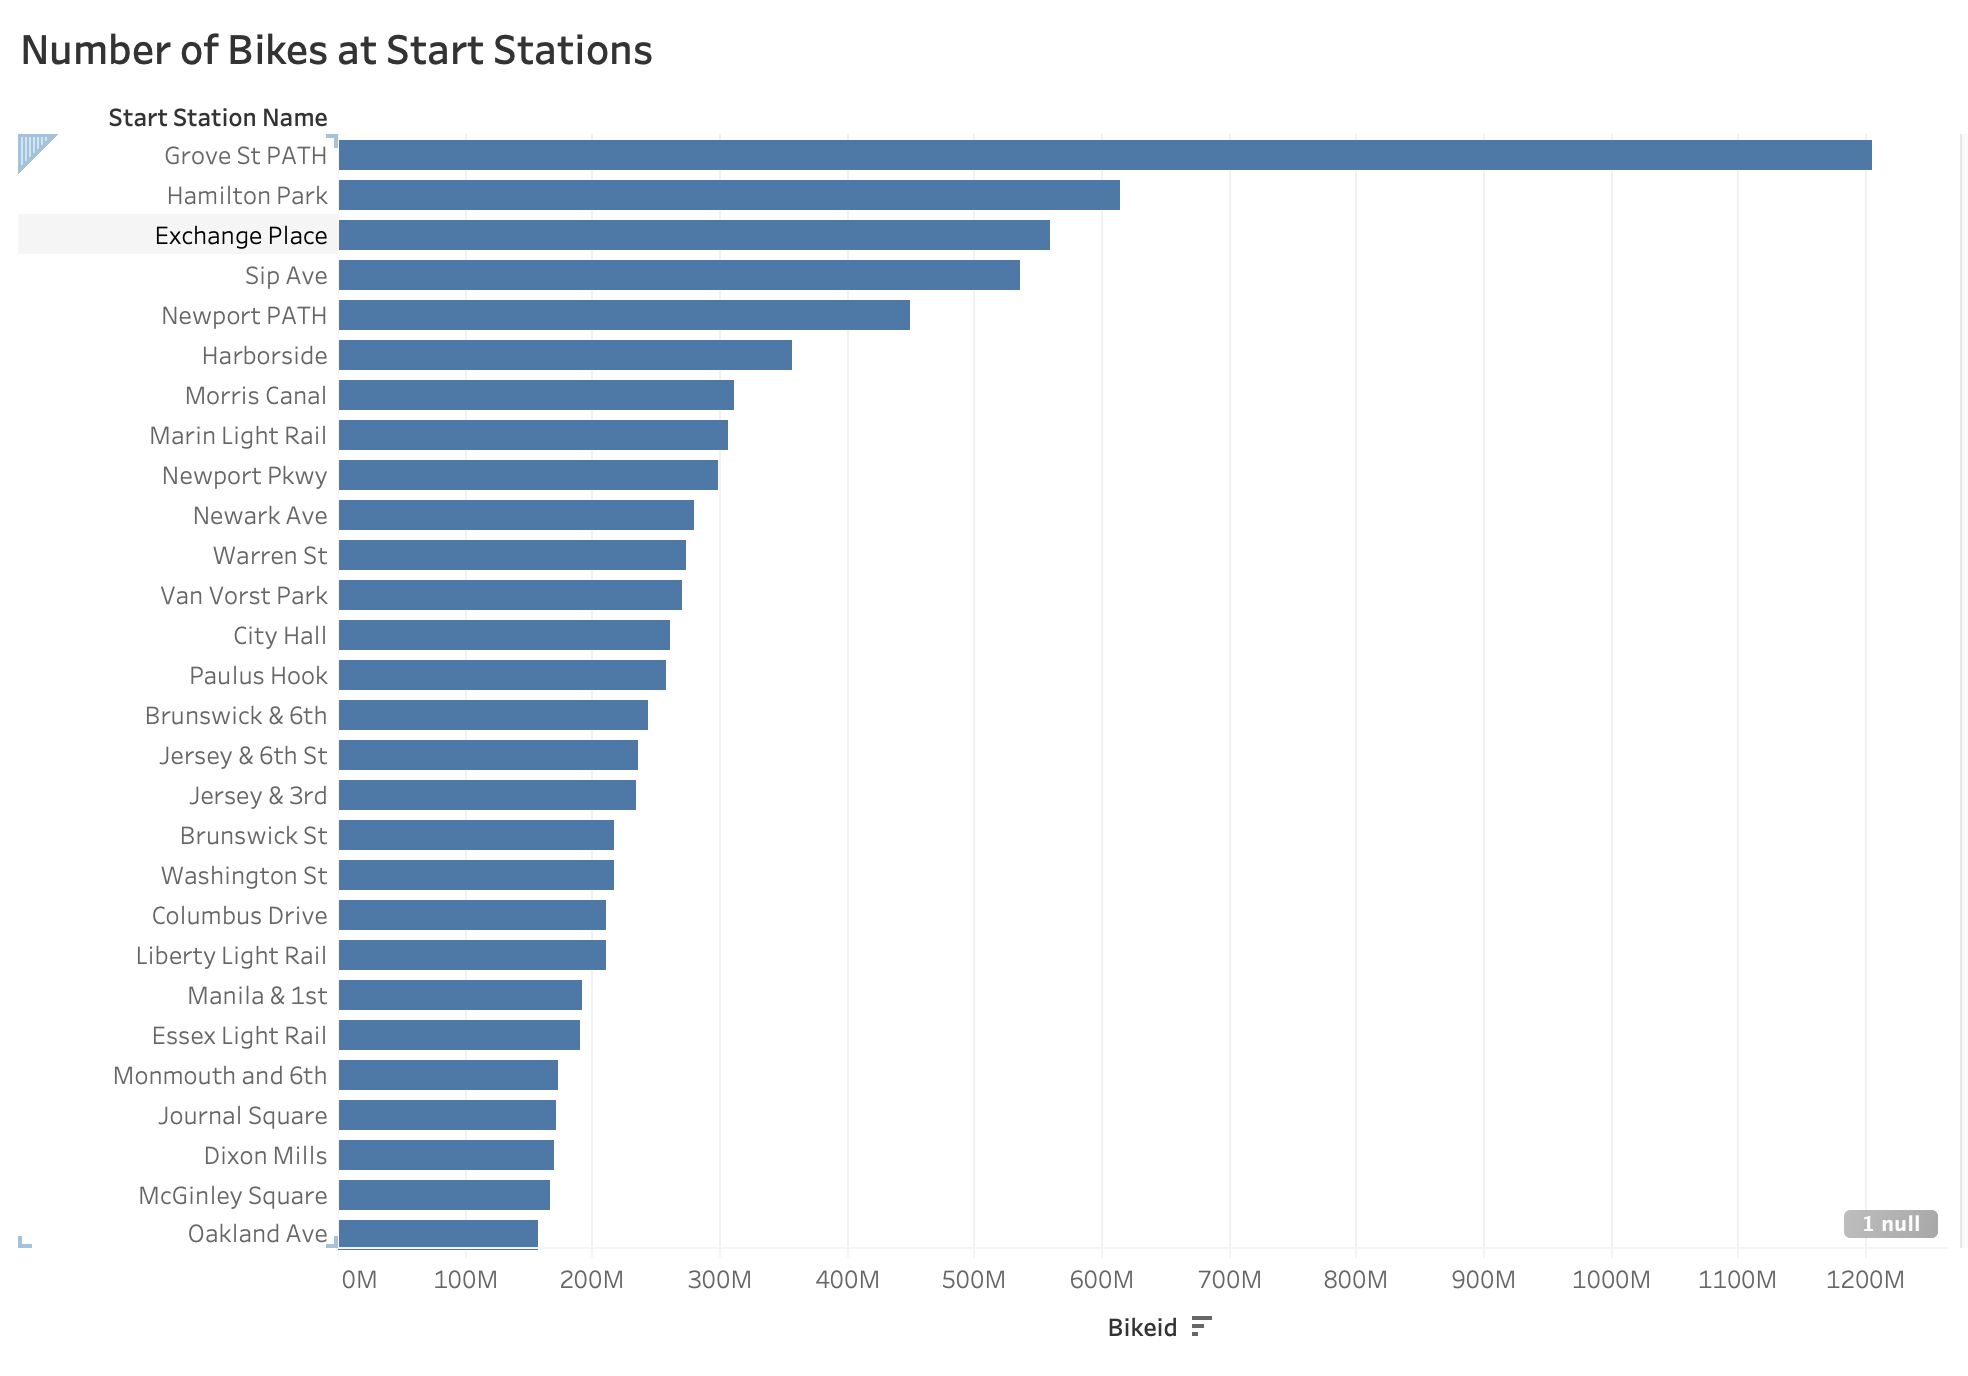 Number of Bikes at Start Stations
Start Station Name
Grove St PATH
Hamilton Park
Exchange Place
Sip Ave
Newport PATH
Harborside
Morris Canal
Marin Light Rail
Newport Pkwy
Newark Ave
Warren St
Van Vorst Park
City Hall
Paulus Hook
Brunswick & 6th
Jersey & 6th St
Jersey & 3rd
Brunswick St
Washington St
Columbus Drive
Liberty Light Rail
Manila & 1st
Essex Light Rail
Monmouth and 6th
Journal Square
Dixon Mills
McGinley Square
Oakland Ave
1 null
0M 100M 200M 300M 400M 500M 600M 700M 800M 900M 1000M 1100M 1200M
Bikeid